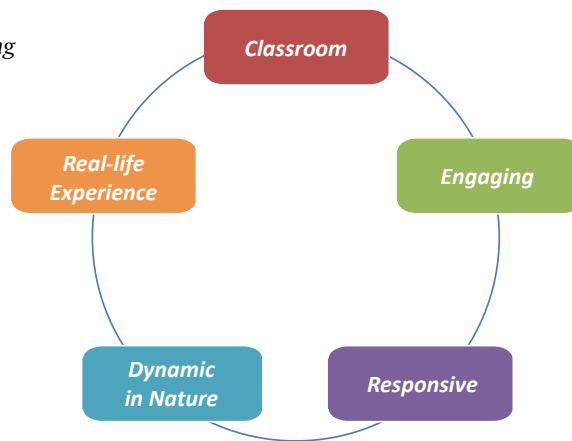 Classroom
Engaging
Responsive
Dynamic
in Nature
Real-life
Experience